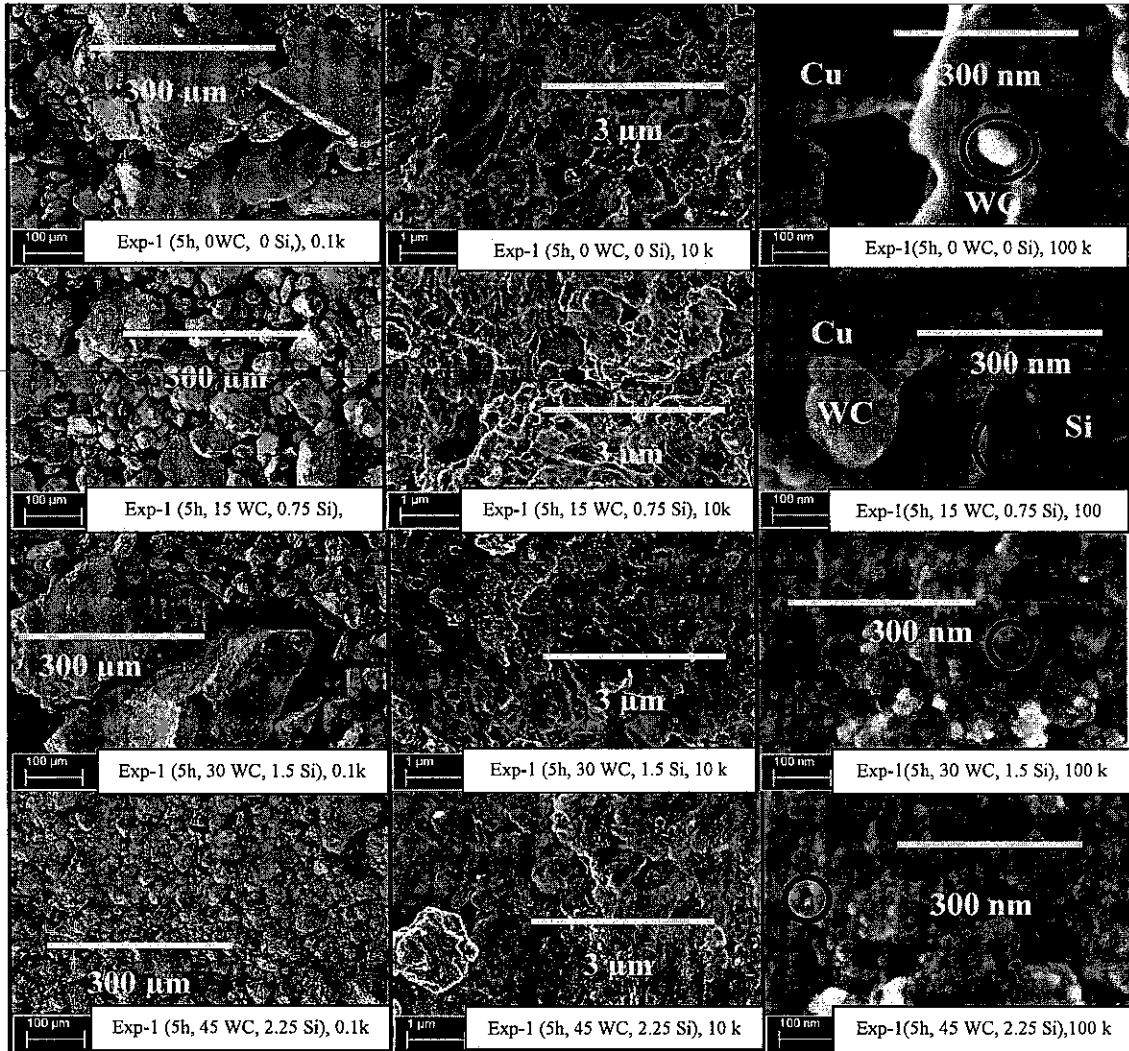 300 µm
100 µm
Exp-1 (5h, 0WC, 0 Si,), 0.1k
3 µm
1 µm
Exp-1 (5h, 0 WC, 0 Si), 10 k
Cu
300 nm
WC
100 nm
Exp-1(5h, 0 WC, 0 Si), 100 k
300 µm
100 µm
Exp-1 (5h, 15 WC, 0.75 Si),
3 µm
1 µm
Exp-1 (5h, 15 WC, 0.75 Si), 10k
Cu
300 nm
WC
Si
100 nm
Exp-1(5h, 15 WC, 0.75 Si), 100
300 µm
100 µm
Exp-1 (5h, 30 WC, 1.5 Si), 0.1k
3 µm
1 µm
Exp-1 (5h, 30 WC, 1.5 Si, 10 k
300 nm
100 nm
Exp-1(5h, 30 WC, 1.5 Si), 100 k
300 µm
100 µm
Exp-1 (5h, 45 WC, 2.25 Si), 0.1k
3 µm
1 µm
Exp-1 (5h, 45 WC, 2.25 Si), 10 k
300 nm
100 nm
Exp-1(5h, 45 WC, 2.25 Si),100 k